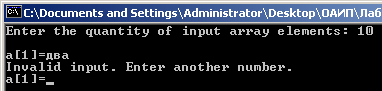 C:\Documents and Settings\Administrator\Desktop\ОАИП\Лаб
Enter the quantity of input array elements: 10
a[1]=два
Invalid input. Enter another number.
a[1]=_